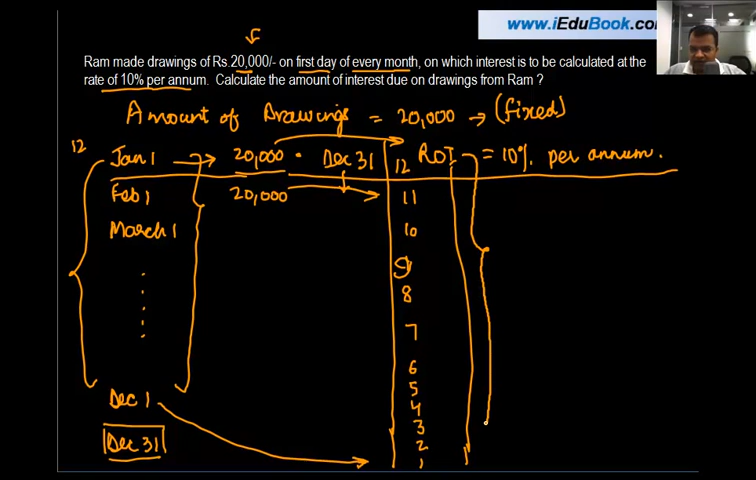 www.iEduBook.com
Ram made drawings of Rs.20,000/- on first day of every month, on which interest is to be calculated at the
rate of 10% per annum. Calculate the amount of interest due on drawings from Ram ?
Amount of Drawings = 20,000 → (fixed)
12 Jan 1 → 20,000 · Dec 31 12 ROI = 10% per annum.
Feb 1 20,000 11
March 1 10
9
8
7
6
5
Dec 1 4
3
Dec 31 2
1